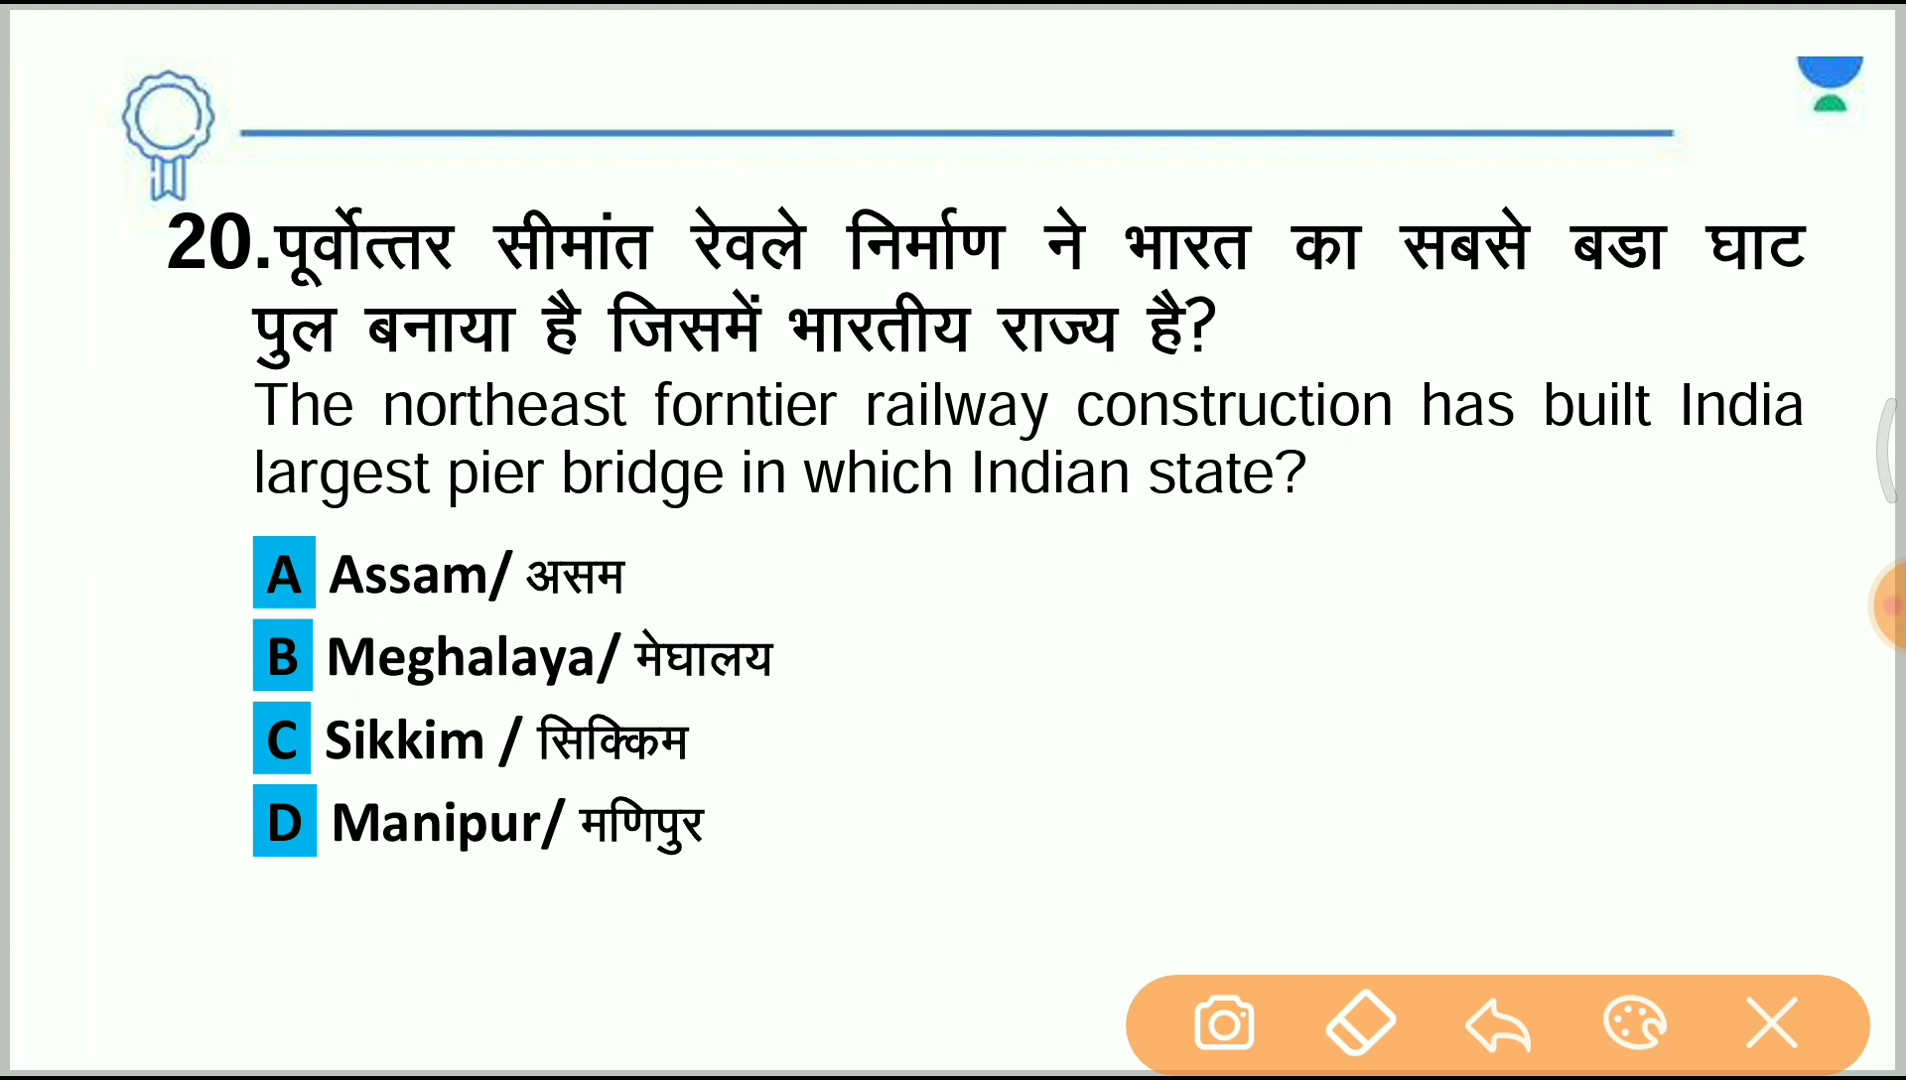 20.पूर्वोत्तर सीमांत रेवले निर्माण ने भारत का सबसे बडा घाट
पुल बनाया है जिसमें भारतीय राज्य है?
The northeast forntier railway construction has built India
largest pier bridge in which Indian state?
A Assam/ असम
B Meghalaya/ मेघालय
C Sikkim / सिक्किम
D Manipur/ मणिपुर